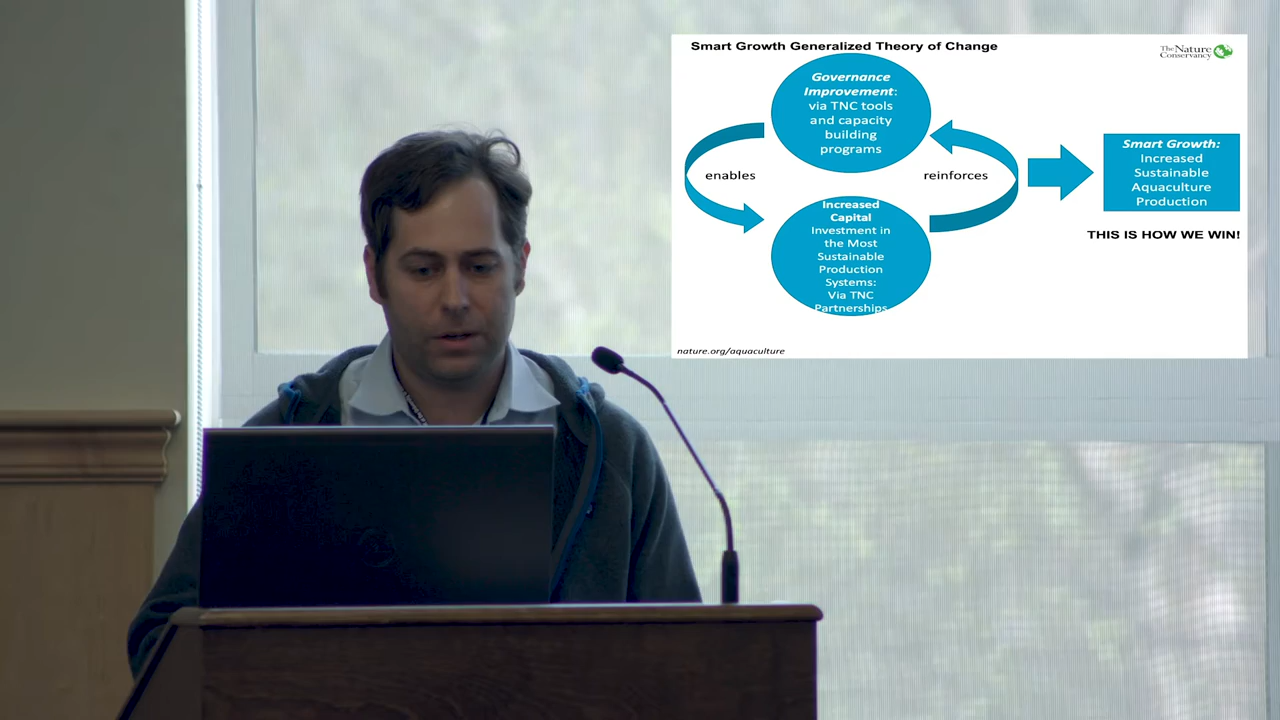 Smart Growth Generalized Theory of Change
The Nature
Conservancy
Governance
Improvement:
via TNC tools
and capacity
building
programs
enables
reinforces
Increased
Capital
Investment in
the Most
Sustainable
Production
Systems:
Via TNC
Partnerships
Smart Growth:
Increased
Sustainable
Aquaculture
Production
THIS IS HOW WE WIN!
nature.org/aquaculture